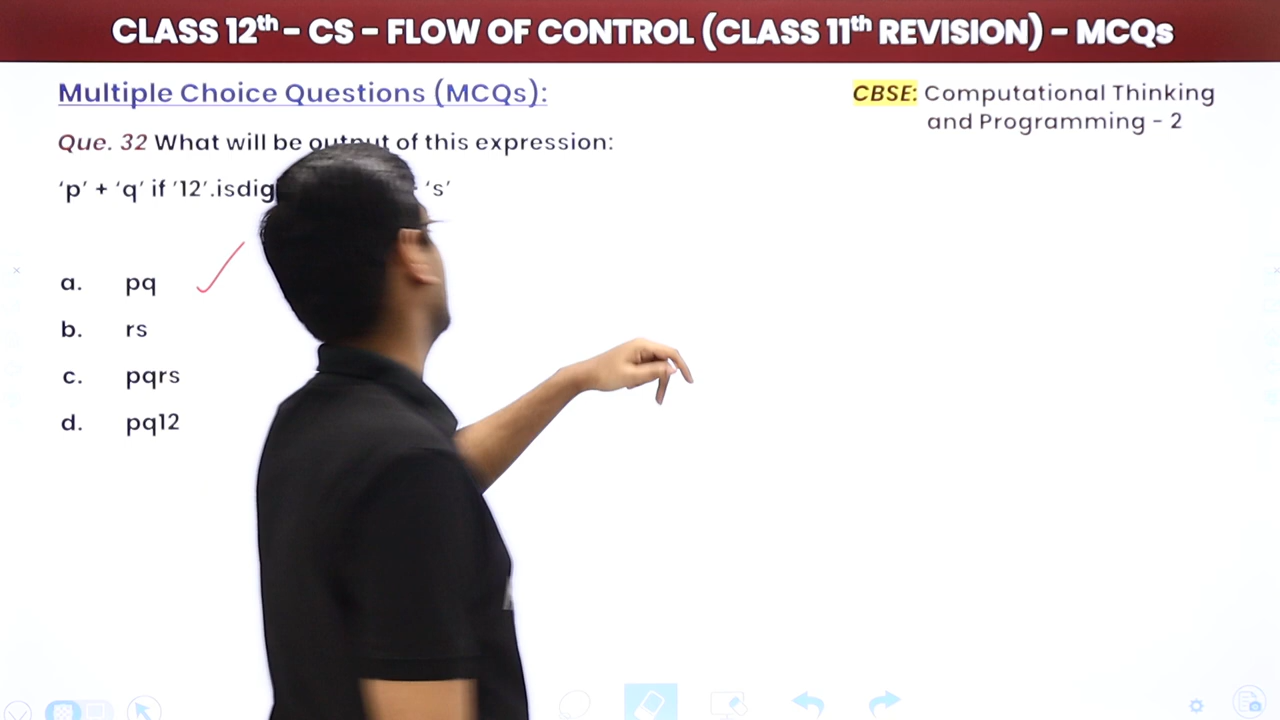 CLASS 12th - CS - FLOW OF CONTROL (CLASS 11th REVISION) - MCQs
Multiple Choice Questions (MCQs):
CBSE: Computational Thinking
and Programming - 2
Que. 32 What will be output of this expression:
‘p’ + ‘q’ if ’12’.isdig ‘s’
a. pq
b. rs
c. pqrs
d. pq12